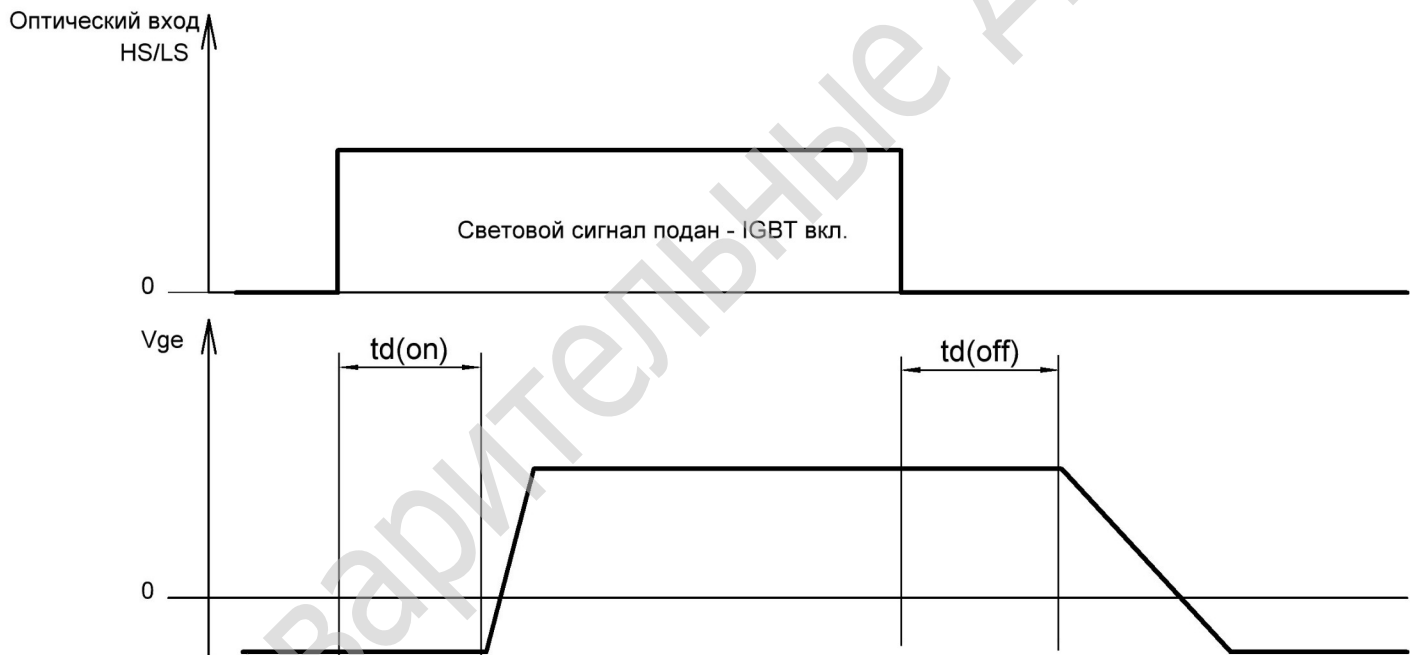 Оптический вход
HS/LS
Световой сигнал подан - IGBT вкл.
0
Vge
td(on)
td(off)
0